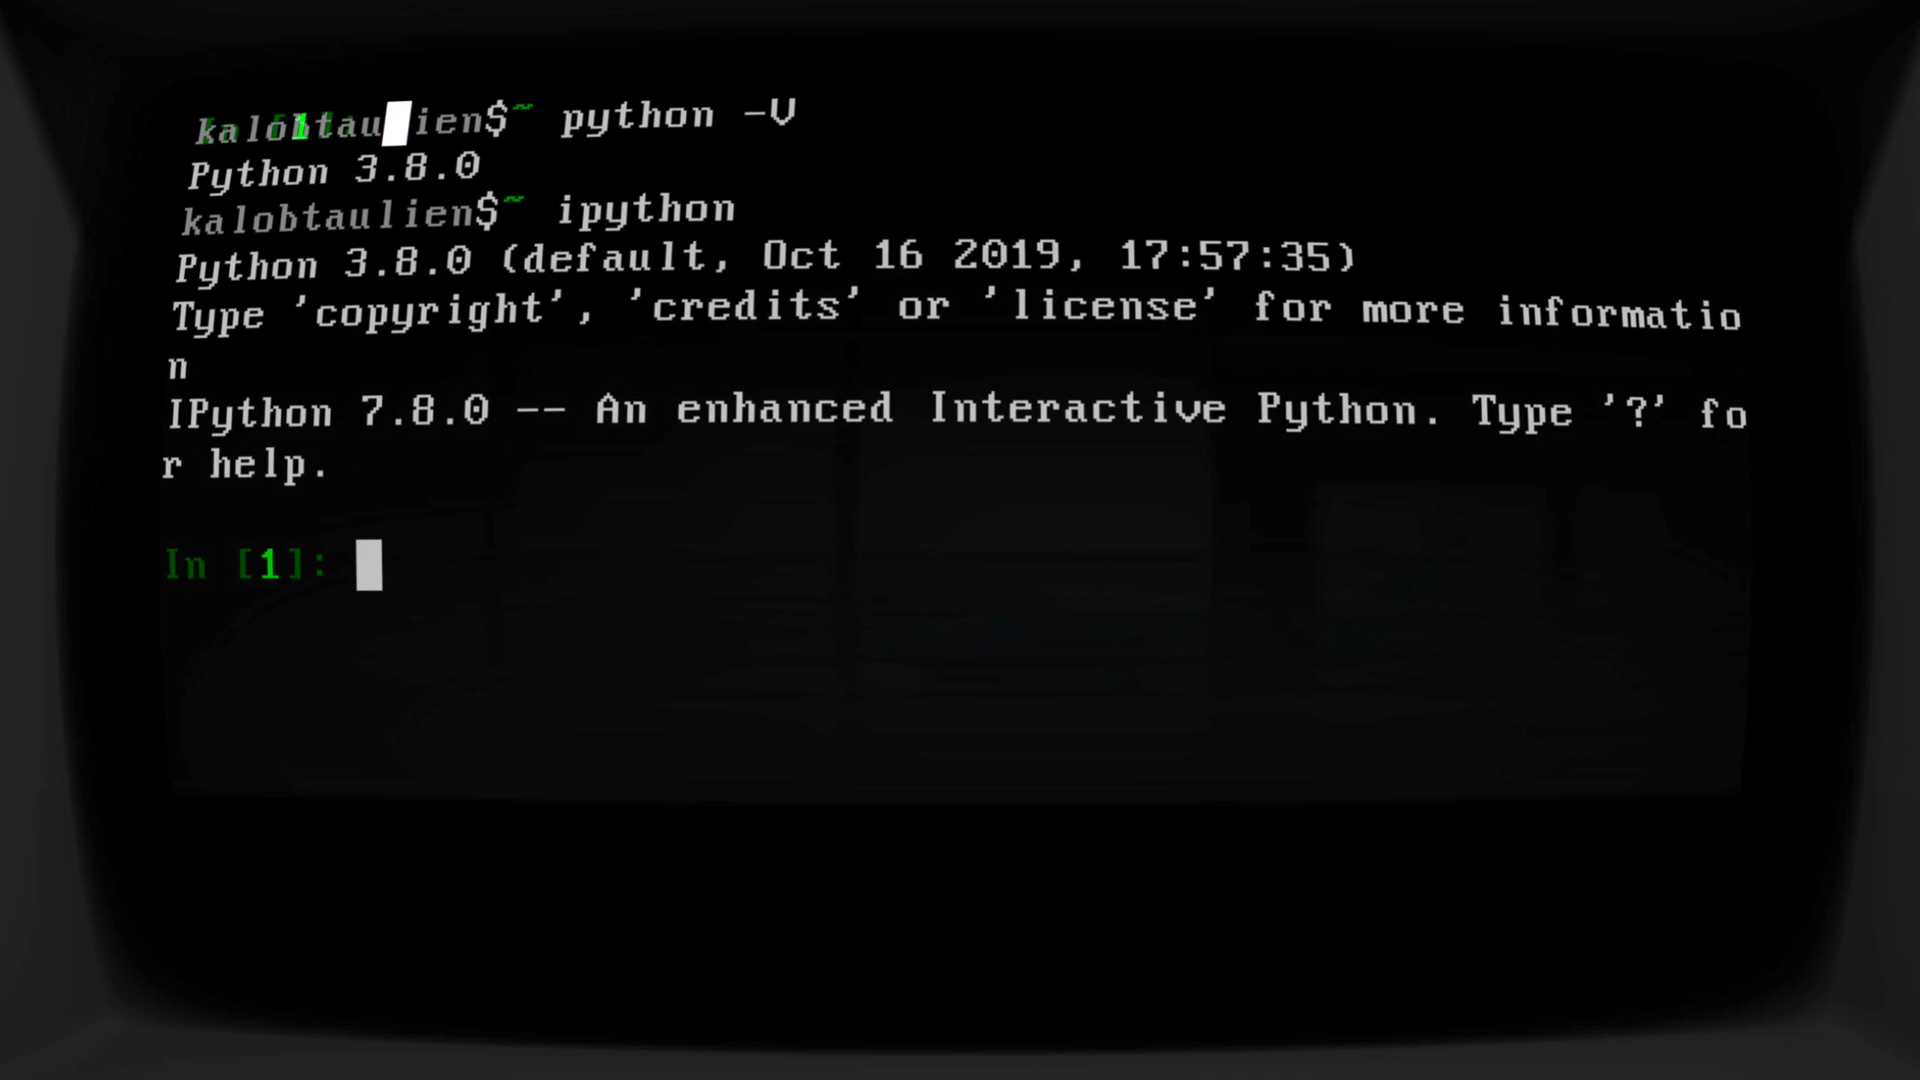 kalobtaulien$~ python -V
Python 3.8.0
kalobtaulien$~ ipython
Python 3.8.0 (default, Oct 16 2019, 17:57:35)
Type 'copyright', 'credits' or 'license' for more informatio
n
IPython 7.8.0 -- An enhanced Interactive Python. Type '?' fo
r help.
In [1]: